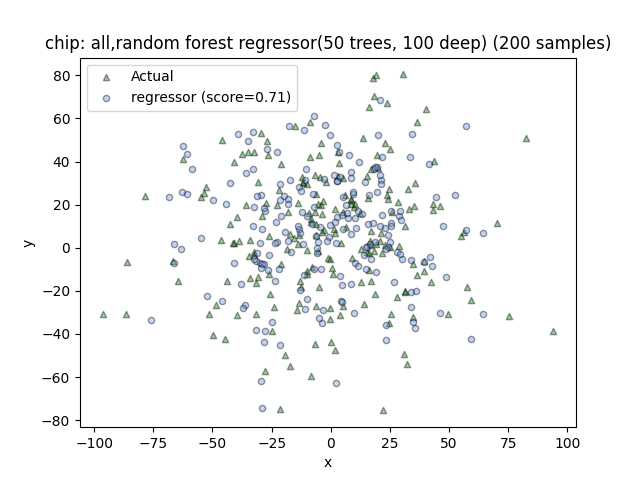 chip: all,random forest regressor(50 trees, 100 deep) (200 samples)
Actual
regressor (score=0.71)
80
60
40
20
0
−20
−40
−60
−80
y
−100 −75 −50 −25 0 25 50 75 100
x